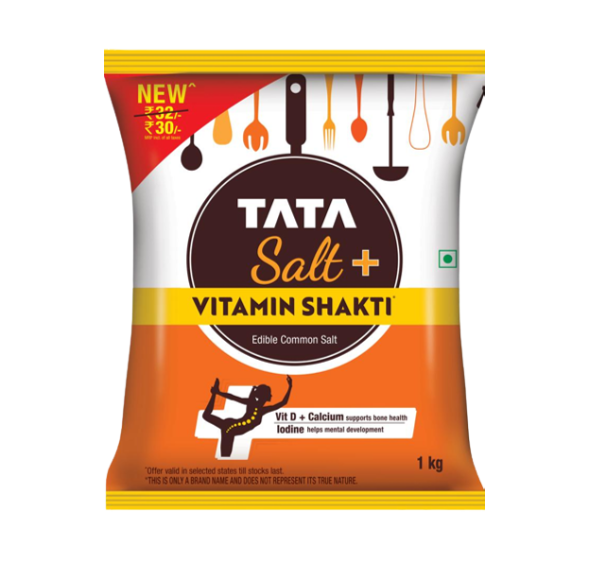 NEW^
₹32/-
₹30/-
TATA
Salt +
VITAMIN SHAKTI*
Edible Common Salt
Vit D + Calcium supports bone health
Iodine helps mental development
1 kg
^Offer valid in selected states till stocks last.
*THIS IS ONLY A BRAND NAME AND DOES NOT REPRESENT ITS TRUE NATURE.